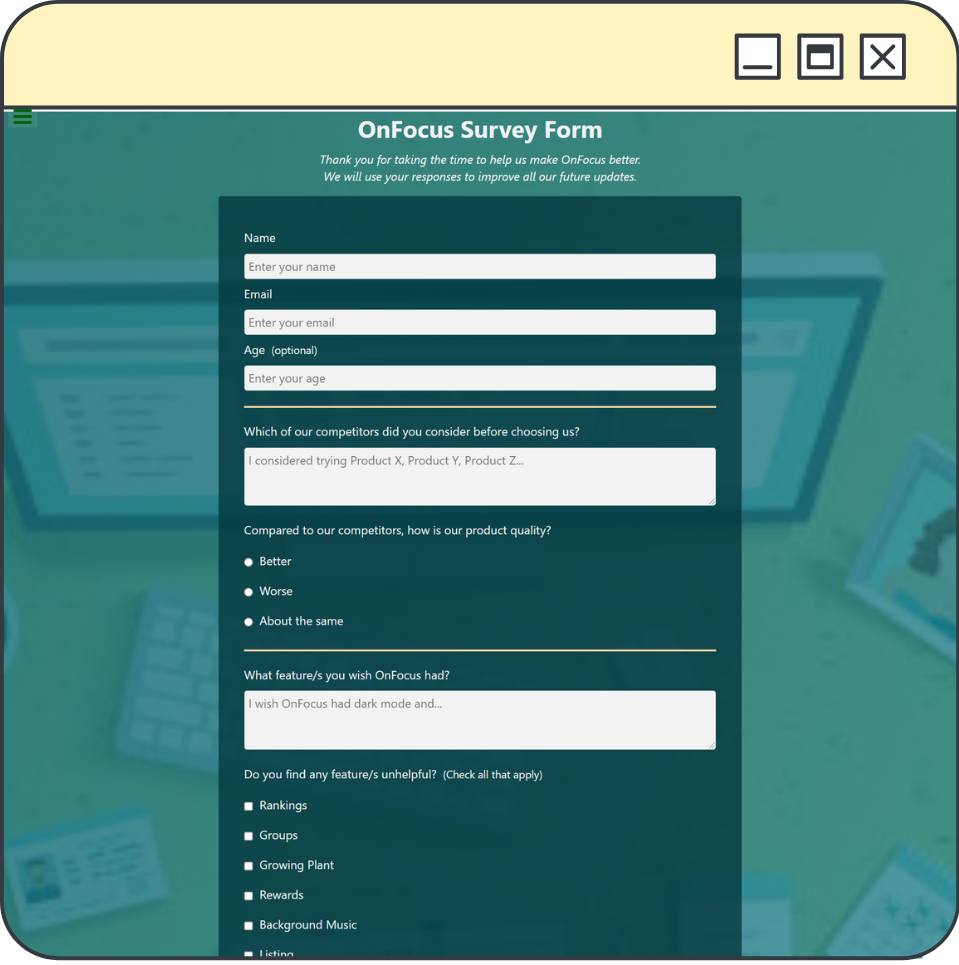 OnFocus Survey Form
Thank you for taking the time to help us make OnFocus better.
We will use your responses to improve all our future updates.
Name
Enter your name
Email
Enter your email
Age (optional)
Enter your age
Which of our competitors did you consider before choosing us?
I considered trying Product X, Product Y, Product Z...
Compared to our competitors, how is our product quality?
Better
Worse
About the same
What feature/s you wish OnFocus had?
I wish OnFocus had dark mode and...
Do you find any feature/s unhelpful? (Check all that apply)
Rankings
Groups
Growing Plant
Rewards
Background Music
Listing